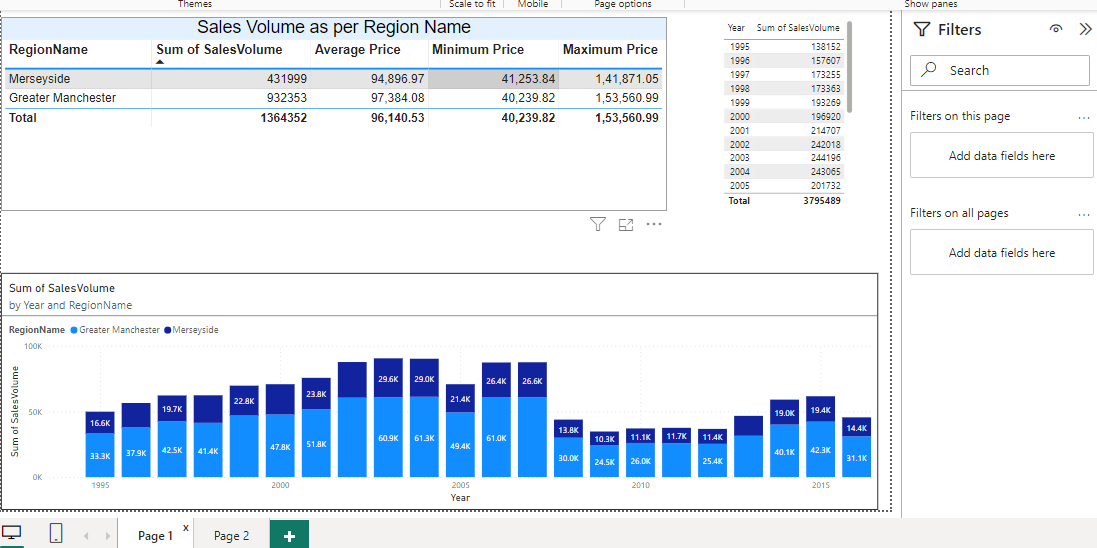 Themes Scale to fit Mobile Page options Show panes
Sales Volume as per Region Name
RegionName Sum of SalesVolume Average Price Minimum Price Maximum Price
Merseyside 431999 94,896.97 41,253.84 1,41,871.05
Greater Manchester 932353 97,384.08 40,239.82 1,53,560.99
Total 1364352 96,140.53 40,239.82 1,53,560.99
Year Sum of SalesVolume
1995 138152
1996 157607
1997 173255
1998 173363
1999 193269
2000 196920
2001 214707
2002 242018
2003 244196
2004 243065
2005 201732
Total 3795489
Filters
Search
Filters on this page ...
Add data fields here
Filters on all pages ...
Add data fields here
Sum of SalesVolume
by Year and RegionName
RegionName Greater Manchester Merseyside
100K
50K
0K
Sum of SalesVolume
16.6K 19.7K 22.8K 23.8K 29.6K 29.0K 21.4K 26.4K 26.6K 13.8K 10.3K 11.1K 11.7K 11.4K 19.0K 19.4K 14.4K
33.3K 37.9K 42.5K 41.4K 47.8K 51.8K 60.9K 61.3K 49.4K 61.0K 30.0K 24.5K 26.0K 25.4K 40.1K 42.3K 31.1K
1995 2000 2005 2010 2015
Year
Page 1 x Page 2 +